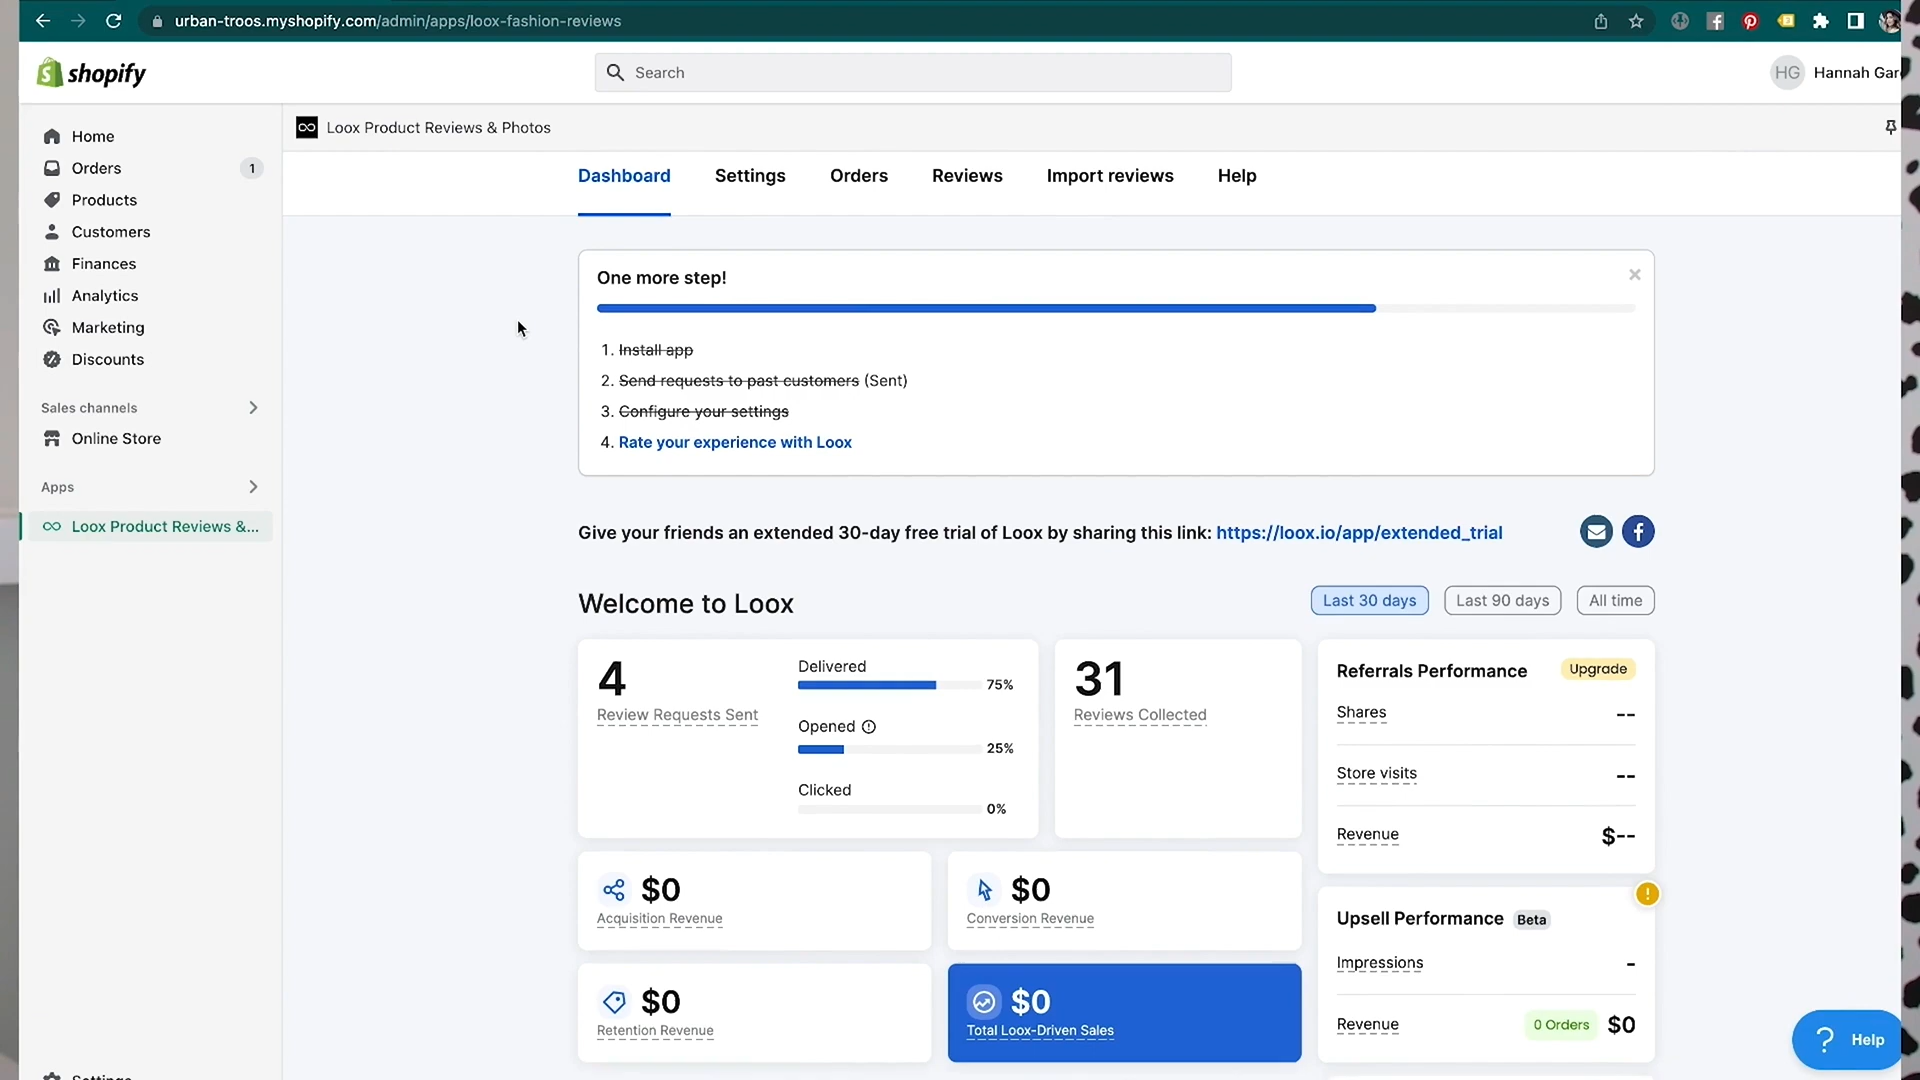 urban-troos.myshopify.com/admin/apps/loox-fashion-reviews
shopify
Search
HG
Hannah Gar
Home
Orders
1
Products
Customers
Finances
Analytics
Marketing
Discounts
Sales channels
Online Store
Apps
Loox Product Reviews &...
Loox Product Reviews & Photos
Dashboard
Settings
Orders
Reviews
Import reviews
Help
One more step!
1. Install app
2. Send requests to past customers (Sent)
3. Configure your settings
4. Rate your experience with Loox
Give your friends an extended 30-day free trial of Loox by sharing this link: https://loox.io/app/extended_trial
Welcome to Loox
Last 30 days
Last 90 days
All time
4
Review Requests Sent
Delivered
75%
Opened
25%
Clicked
0%
31
Reviews Collected
Referrals Performance
Upgrade
Shares
--
Store visits
--
Revenue
$--
$0
Acquisition Revenue
$0
Conversion Revenue
$0
Retention Revenue
$0
Total Loox-Driven Sales
Upsell Performance
Beta
Impressions
-
Revenue
0 Orders
$0
? Help
Settings